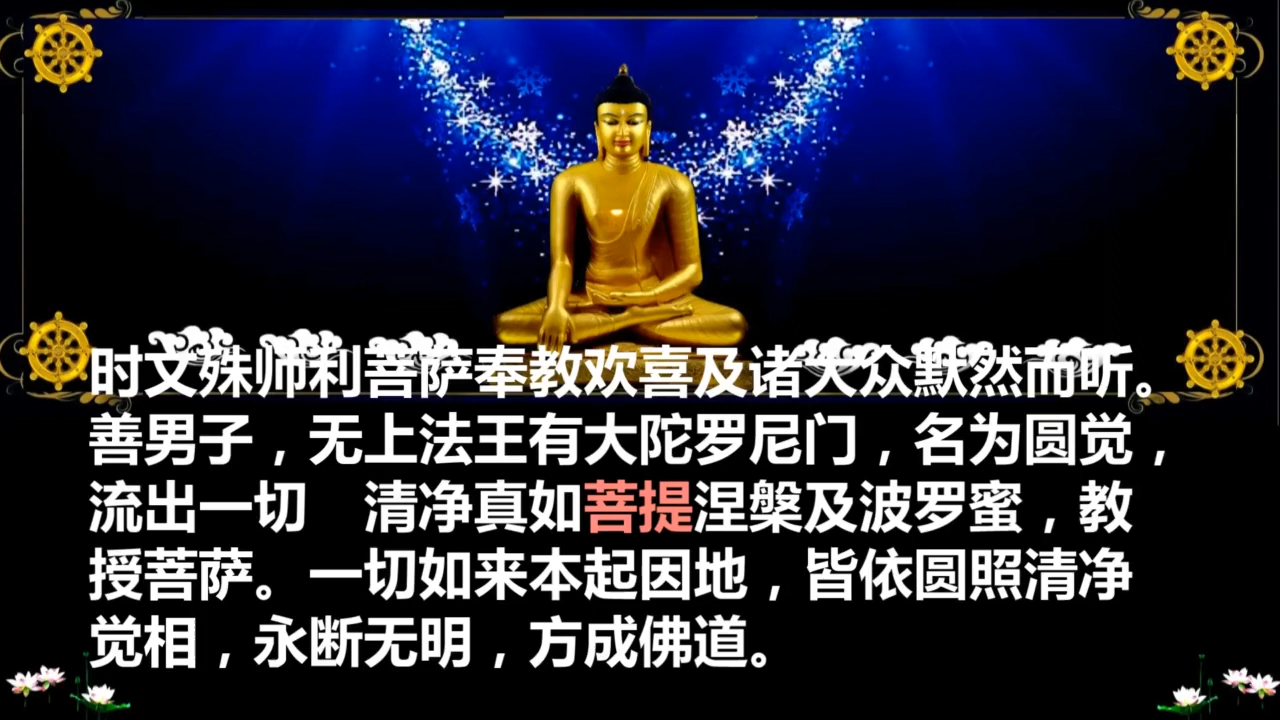 时文殊师利菩萨奉教欢喜及诸大众默然而听。
善男子，无上法王有大陀罗尼门，名为圆觉，
流出一切　清净真如菩提涅槃及波罗蜜，教
授菩萨。一切如来本起因地，皆依圆照清净
觉相，永断无明，方成佛道。